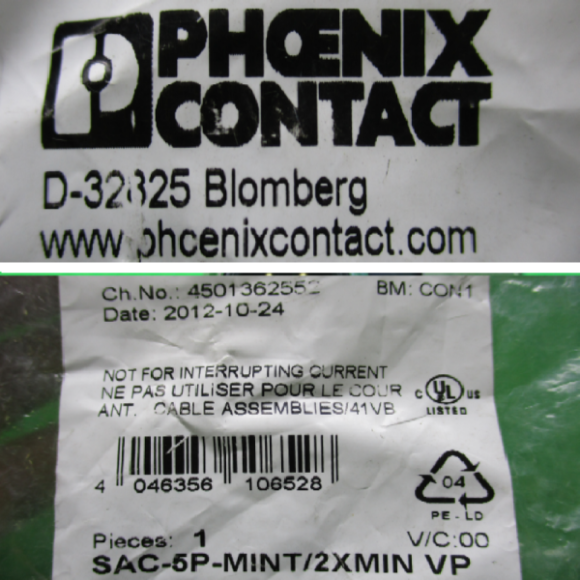 PHŒNIX
CONTACT
D-32825 Blomberg
www.phoenixcontact.com
Ch.No.: 4501362552 BM: CON1
Date: 2012-10-24
NOT FOR INTERRUPTING CURRENT
NE PAS UTILISER POUR LE COUR
ANT. CABLE ASSEMBLIES/41VB
C UL US
LISTED
4 046356 106528
04
PE-LD
Pieces: 1 V/C:00
SAC-5P-MINT/2XMIN VP